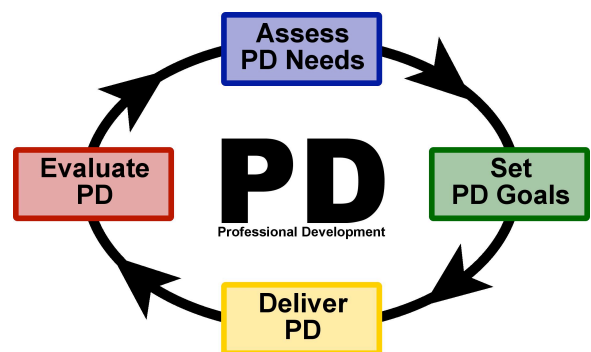 Assess
PD Needs
Set
PD Goals
Deliver
PD
Evaluate
PD
PD
Professional Development